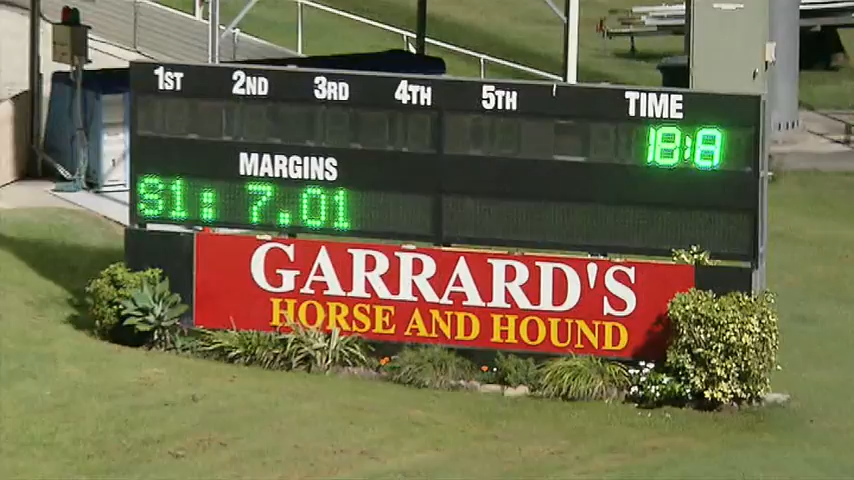 1ST 2ND 3RD 4TH 5TH TIME
18:8
MARGINS
S1: 7.01
GARRARD'S
HORSE AND HOUND